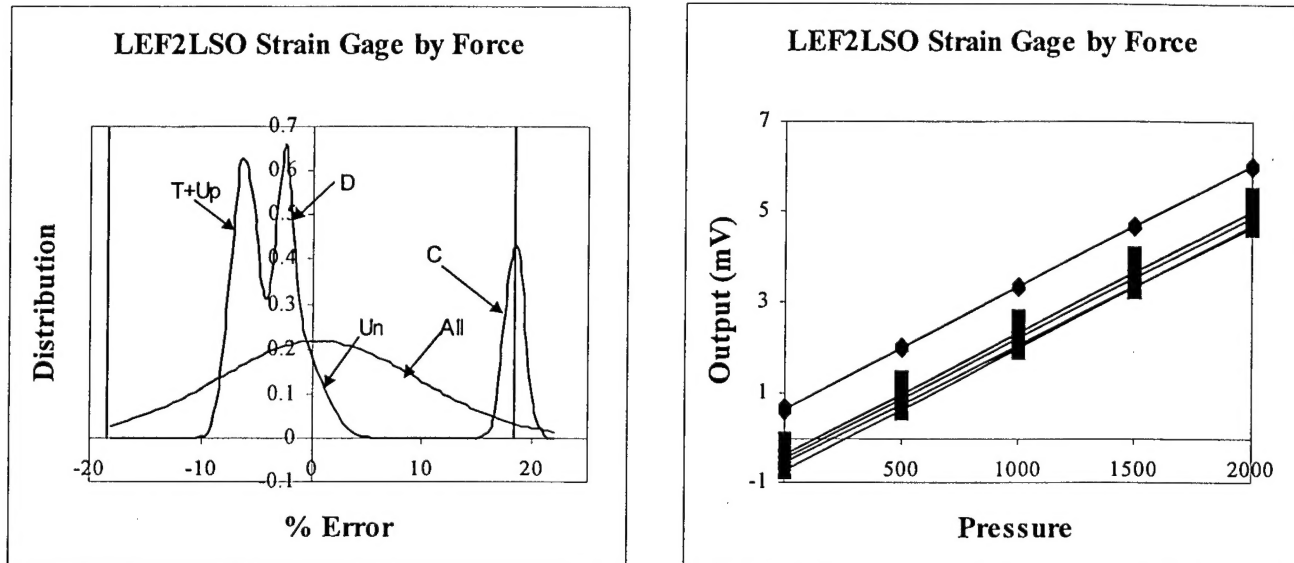 LEF2LSO Strain Gage by Force
0.7
0.6
0.5
0.4
0.3
0.2
0.1
0
-0.1
-20
-10
0
10
20
T+Up
D
C
Un
All
Distribution
% Error
LEF2LSO Strain Gage by Force
7
5
3
1
-1
500
1000
1500
2000
Output (mV)
Pressure